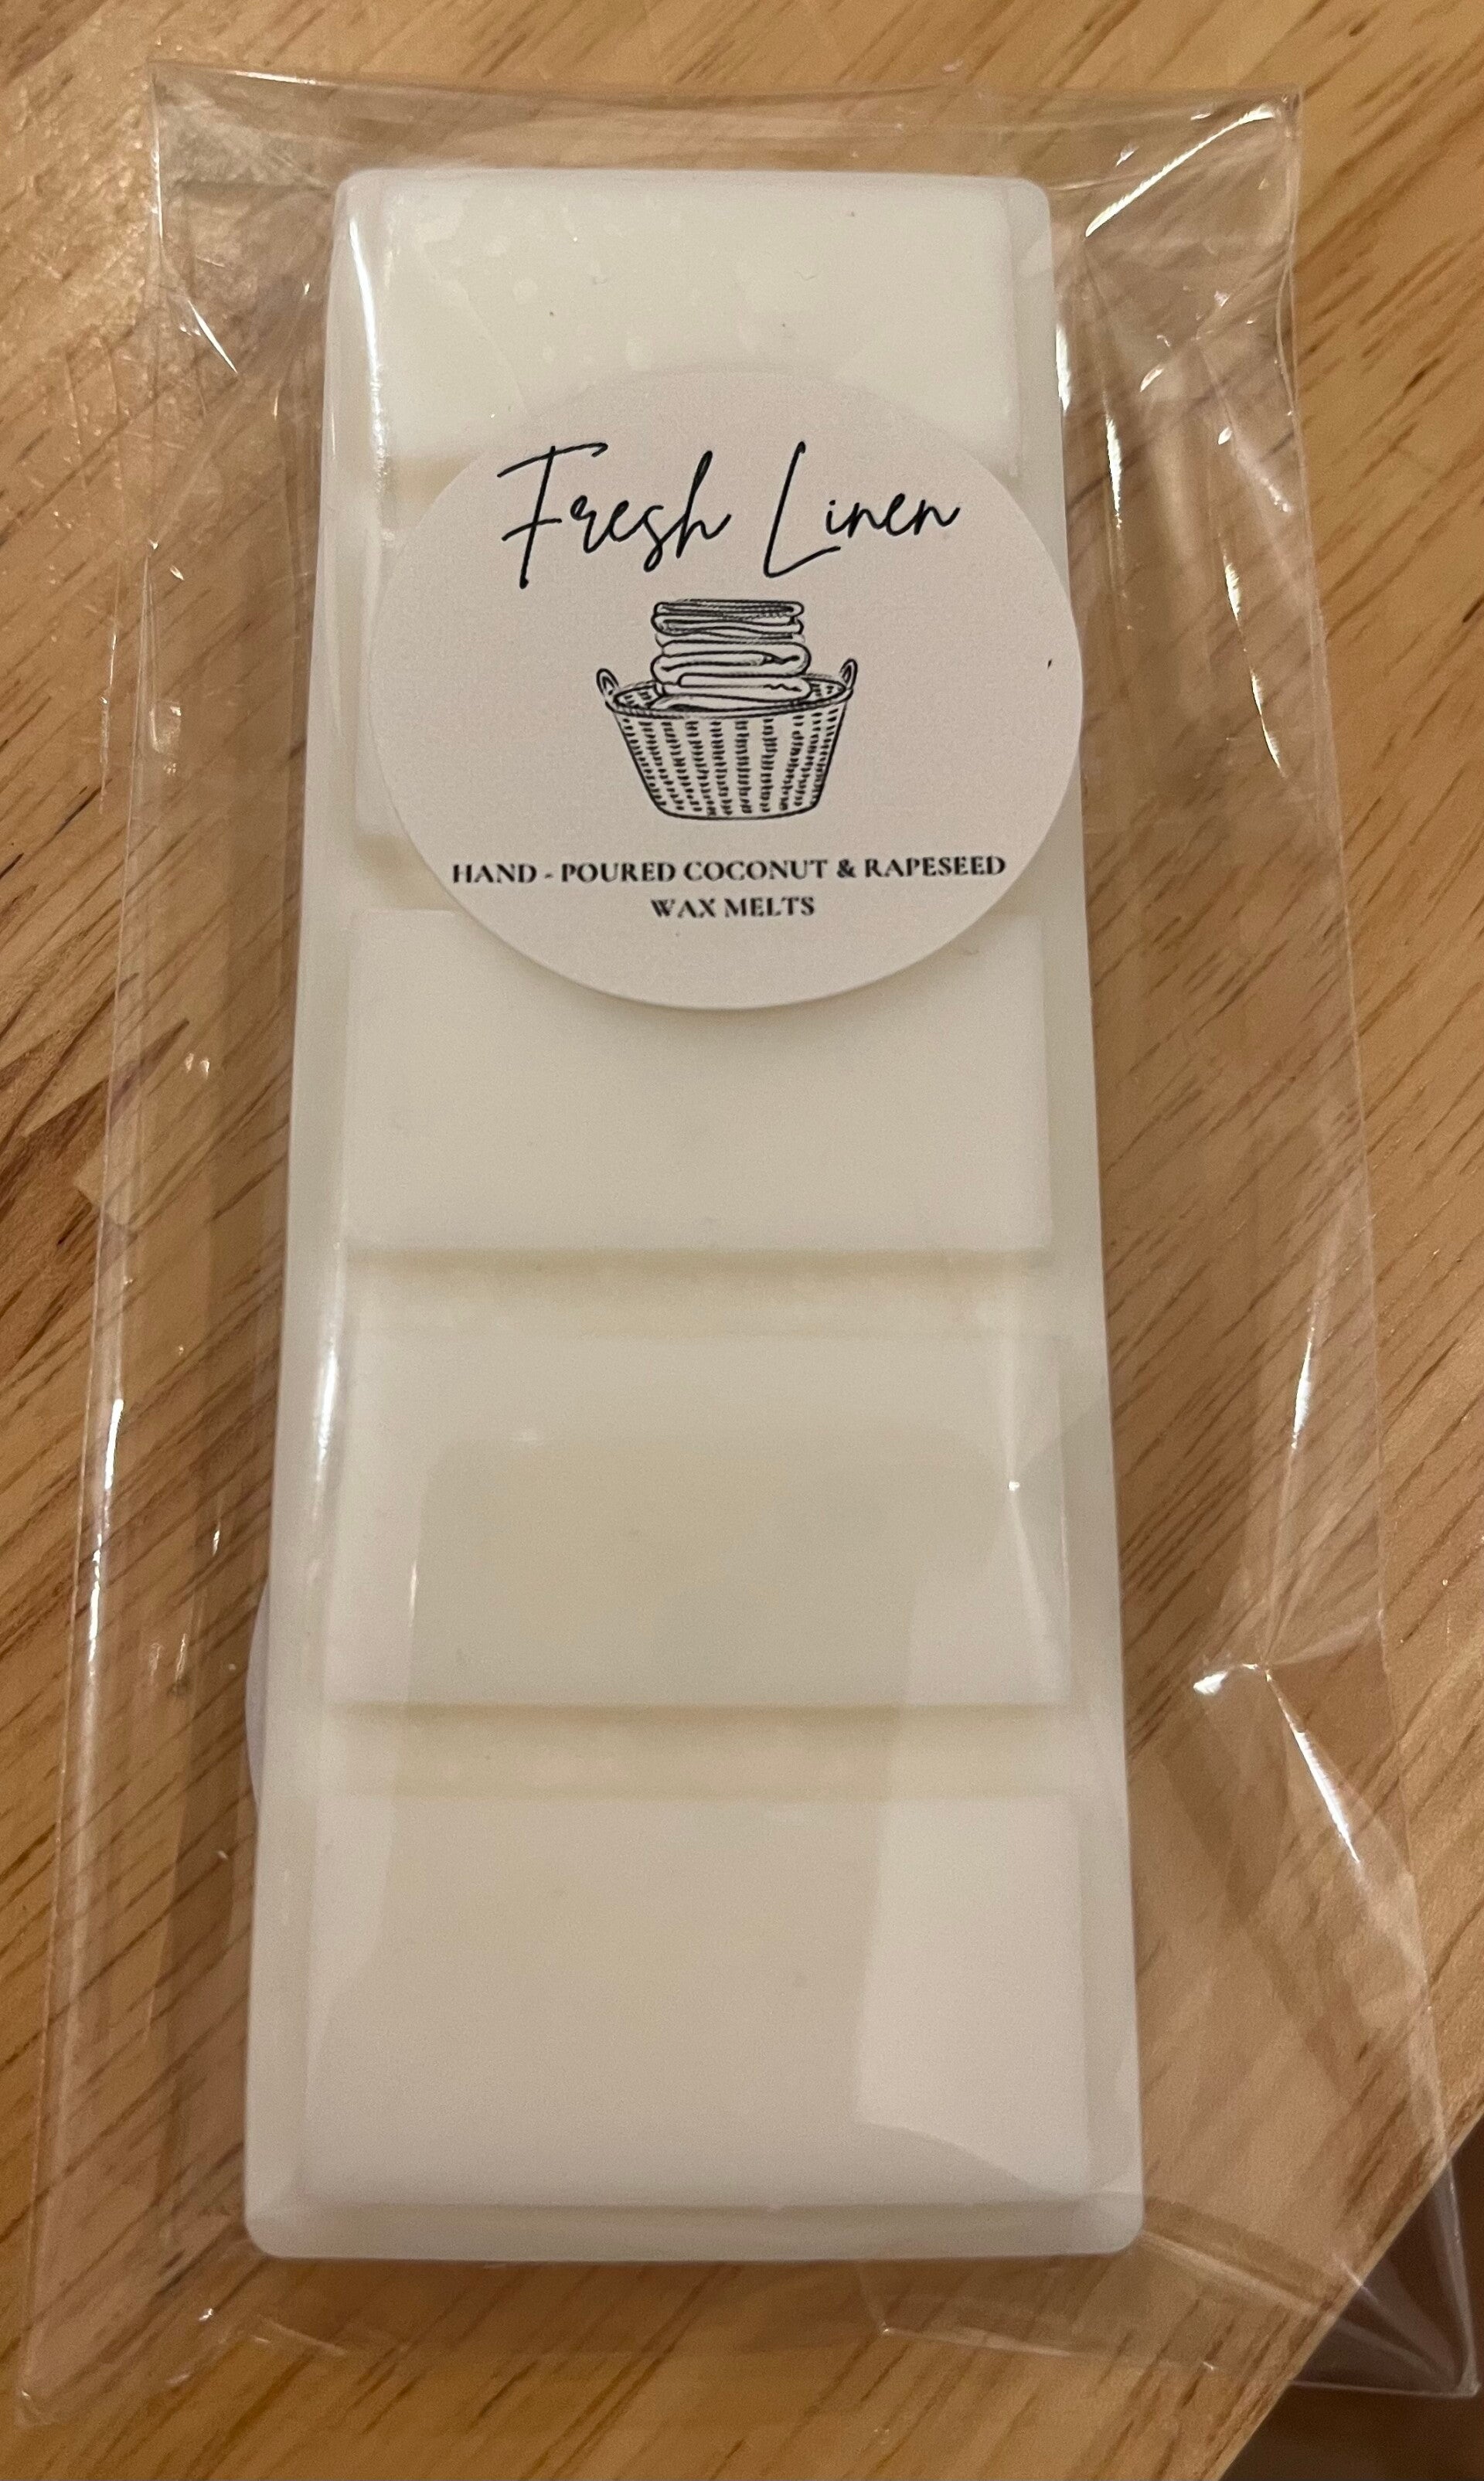 Fresh Linen
HAND - POURED COCONUT & RAPESEED
WAX MELTS